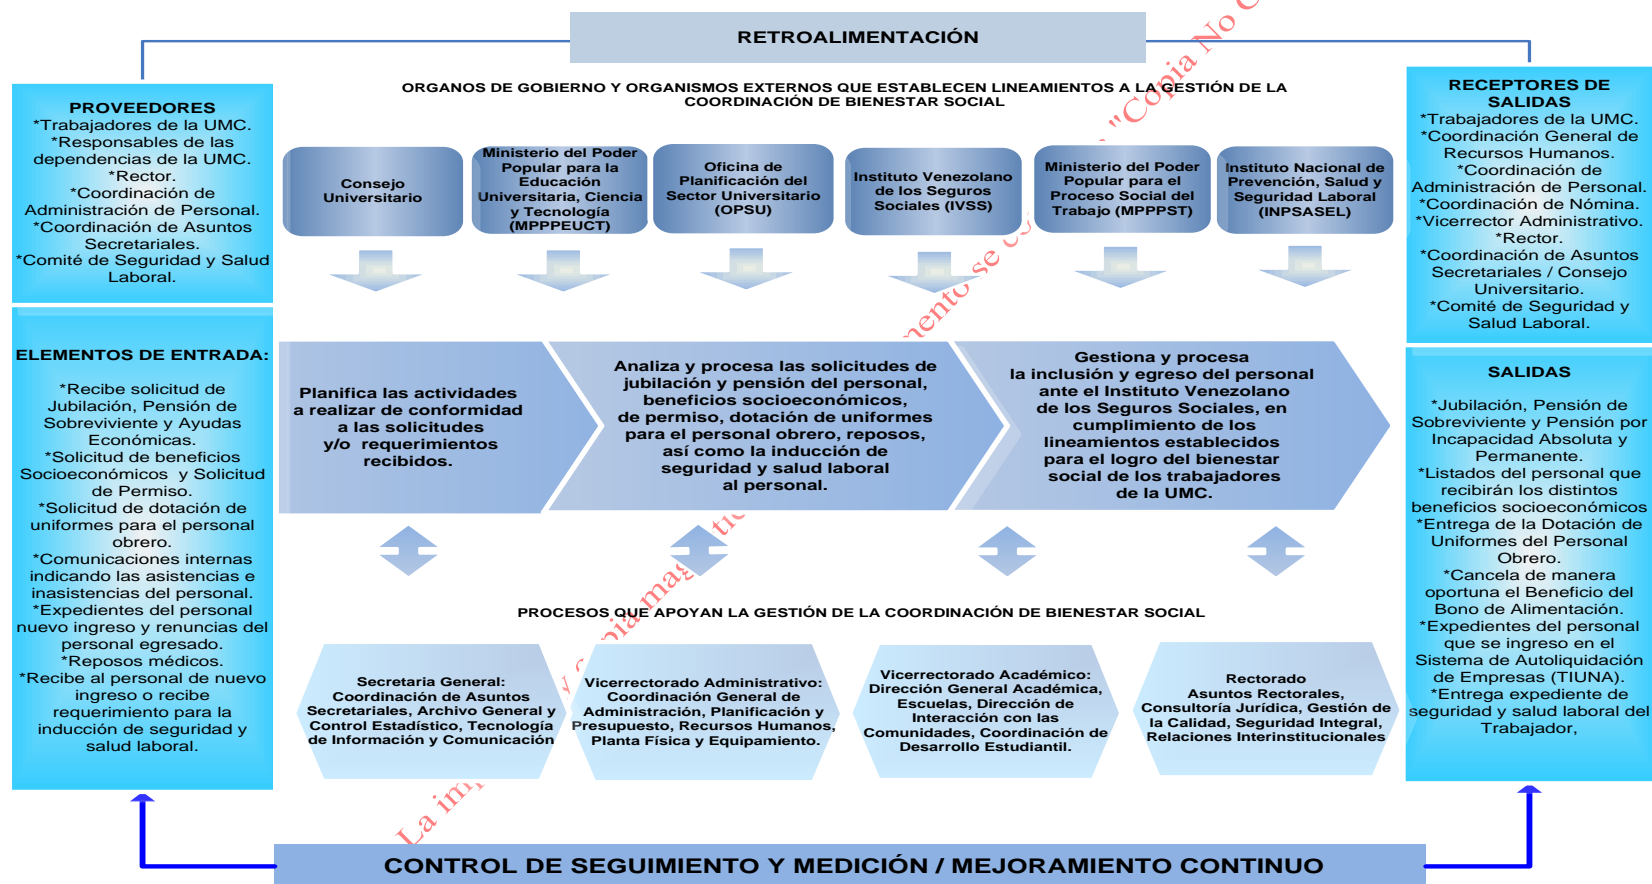 RETROALIMENTACIÓN
ORGANOS DE GOBIERNO Y ORGANISMOS EXTERNOS QUE ESTABLECEN LINEAMIENTOS A LA GESTIÓN DE LA
COORDINACIÓN DE BIENESTAR SOCIAL
PROVEEDORES
*Trabajadores de la UMC.
*Responsables de las
dependencias de la UMC.
*Rector.
*Coordinación de
Administración de Personal.
*Coordinación de Asuntos
Secretariales.
*Comité de Seguridad y Salud
Laboral.
Consejo
Universitario
Ministerio del Poder
Popular para la
Educación
Universitaria, Ciencia
y Tecnología
(MPPPEUCT)
Oficina de
Planificación del
Sector Universitario
(OPSU)
Instituto Venezolano
de los Seguros
Sociales (IVSS)
Ministerio del Poder
Popular para el
Proceso Social del
Trabajo (MPPPST)
Instituto Nacional de
Prevención, Salud y
Seguridad Laboral
(INPSASEL)
RECEPTORES DE
SALIDAS
*Trabajadores de la UMC.
*Coordinación General de
Recursos Humanos.
*Coordinación de
Administración de Personal.
*Coordinación de Nómina.
*Vicerrector Administrativo.
*Rector.
*Coordinación de Asuntos
Secretariales / Consejo
Universitario.
*Comité de Seguridad y
Salud Laboral.
ELEMENTOS DE ENTRADA:
*Recibe solicitud de
Jubilación, Pensión de
Sobreviviente y Ayudas
Económicas.
*Solicitud de beneficios
Socioeconómicos y Solicitud
de Permiso.
*Solicitud de dotación de
uniformes para el personal
obrero.
*Comunicaciones internas
indicando las asistencias e
inasistencias del personal.
*Expedientes del personal
nuevo ingreso y renuncias del
personal egresado.
*Reposos médicos.
*Recibe al personal de nuevo
ingreso o recibe
requerimiento para la
inducción de seguridad y
salud laboral.
Planifica las actividades
a realizar de conformidad
a las solicitudes
y/o requerimientos
recibidos.
Analiza y procesa las solicitudes de
jubilación y pensión del personal,
beneficios socioeconómicos,
de permiso, dotación de uniformes
para el personal obrero, reposos,
así como la inducción de
seguridad y salud laboral
al personal.
Gestiona y procesa
la inclusión y egreso del personal
ante el Instituto Venezolano
de los Seguros Sociales, en
cumplimiento de los
lineamientos establecidos
para el logro del bienestar
social de los trabajadores
de la UMC.
SALIDAS
*Jubilación, Pensión de
Sobreviviente y Pensión por
Incapacidad Absoluta y
Permanente.
*Listados del personal que
recibirán los distintos
beneficios socioeconómicos
*Entrega de la Dotación de
Uniformes del Personal
Obrero.
*Cancela de manera
oportuna el Beneficio del
Bono de Alimentación.
*Expedientes del personal
que se ingreso en el
Sistema de Autoliquidación
de Empresas (TIUNA).
*Entrega expediente de
seguridad y salud laboral del
Trabajador,
PROCESOS QUE APOYAN LA GESTIÓN DE LA COORDINACIÓN DE BIENESTAR SOCIAL
Secretaria General:
Coordinación de Asuntos
Secretariales, Archivo General y
Control Estadístico, Tecnología
de Información y Comunicación
Vicerrectorado Administrativo:
Coordinación General de
Administración, Planificación y
Presupuesto, Recursos Humanos,
Planta Física y Equipamiento.
Vicerrectorado Académico:
Dirección General Académica,
Escuelas, Dirección de
Interacción con las
Comunidades, Coordinación de
Desarrollo Estudiantil.
Rectorado
Asuntos Rectorales,
Consultoría Jurídica, Gestión de
la Calidad, Seguridad Integral,
Relaciones Interinstitucionales
CONTROL DE SEGUIMIENTO Y MEDICIÓN / MEJORAMIENTO CONTINUO
La y copia se "Copia No